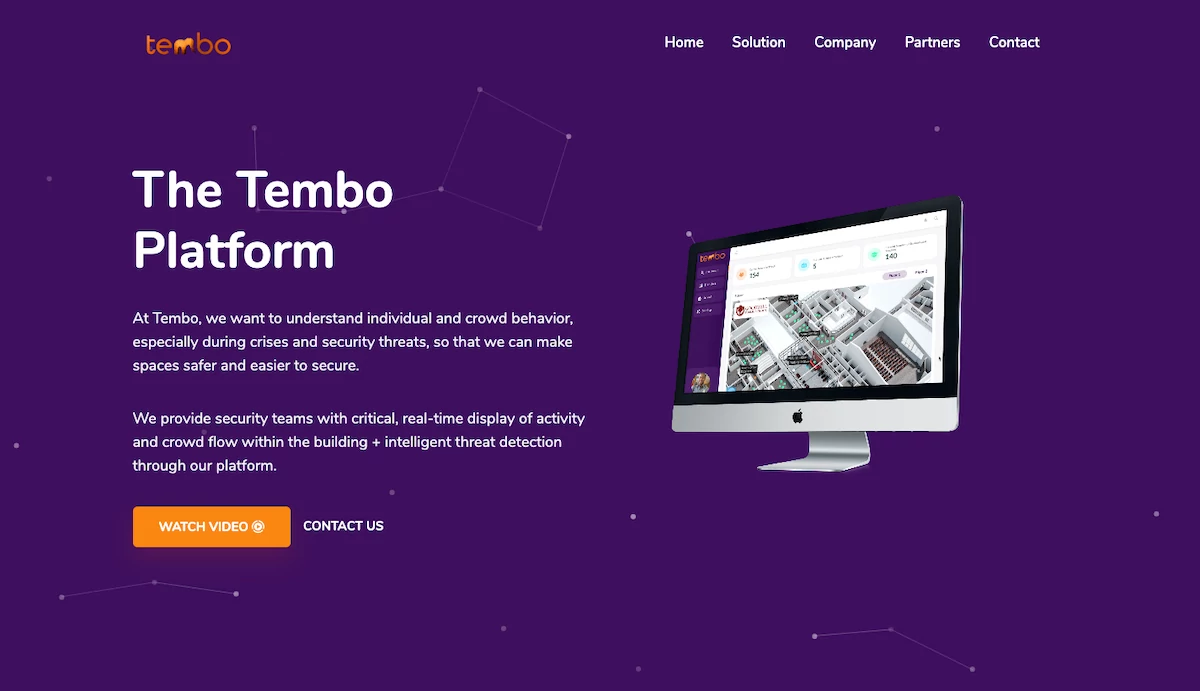 tembo
Home Solution Company Partners Contact
The Tembo
Platform
At Tembo, we want to understand individual and crowd behavior,
especially during crises and security threats, so that we can make
spaces safer and easier to secure.
We provide security teams with critical, real-time display of activity
and crowd flow within the building + intelligent threat detection
through our platform.
WATCH VIDEO
CONTACT US
tembo
154
5
140